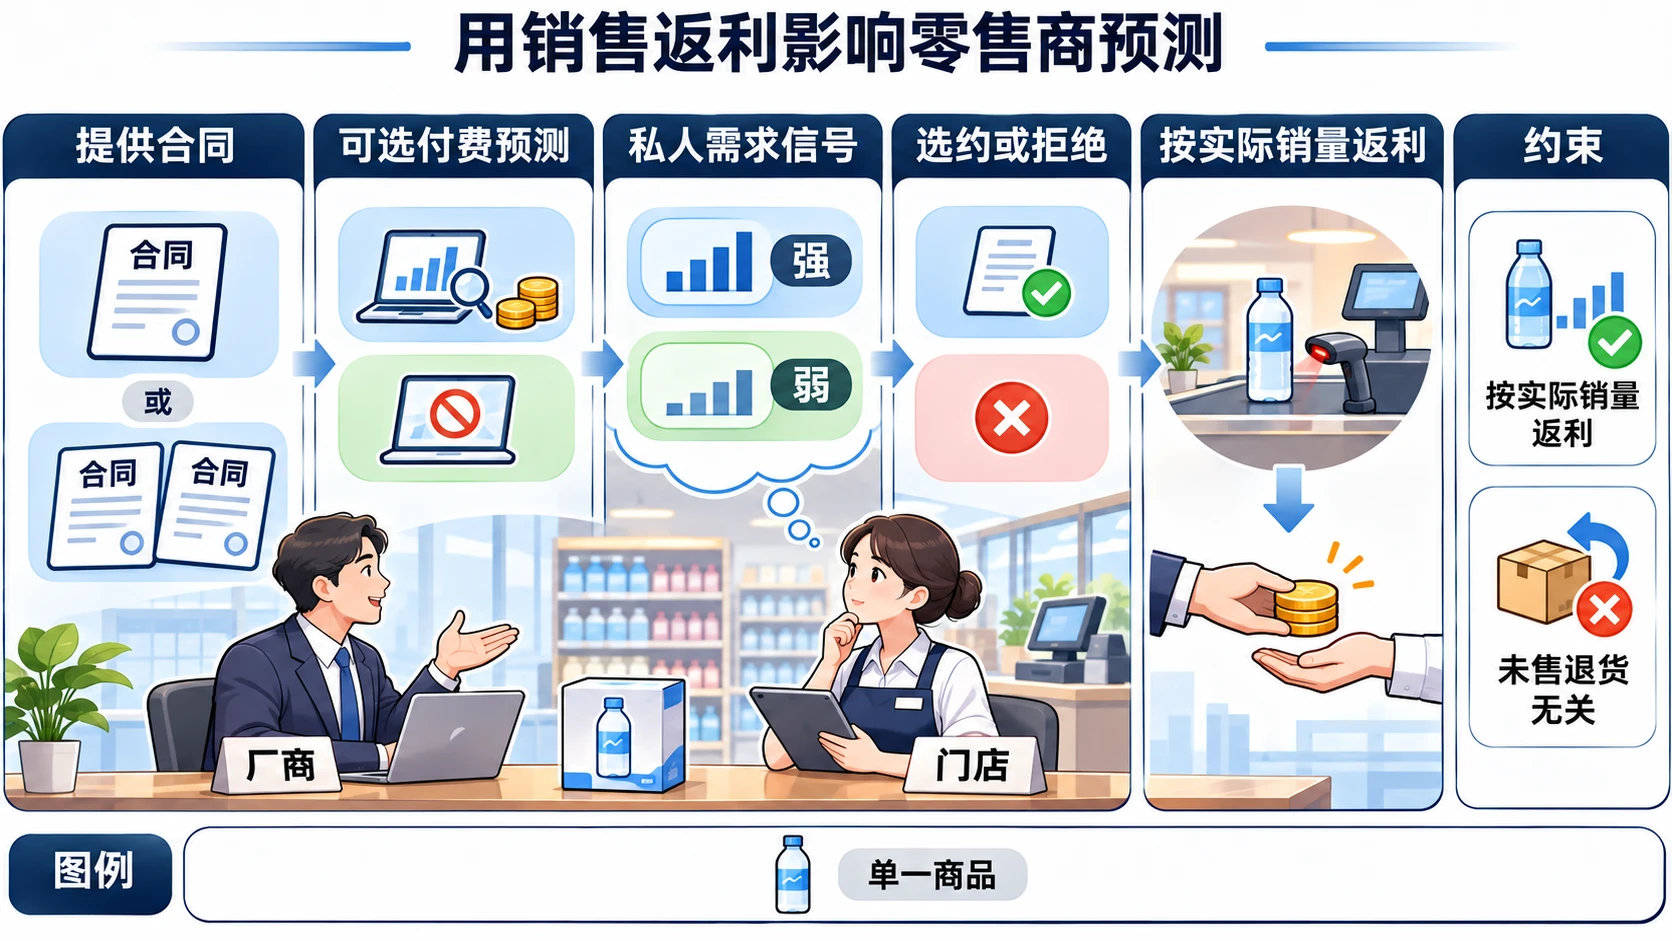 用销售返利影响零售商预测
提供合同
可选付费预测
私人需求信号
选约或拒绝
按实际销量返利
约束
合同
或
合同
合同
强
弱
按实际销量
返利
未售退货
无关
厂商
门店
图例
单一商品